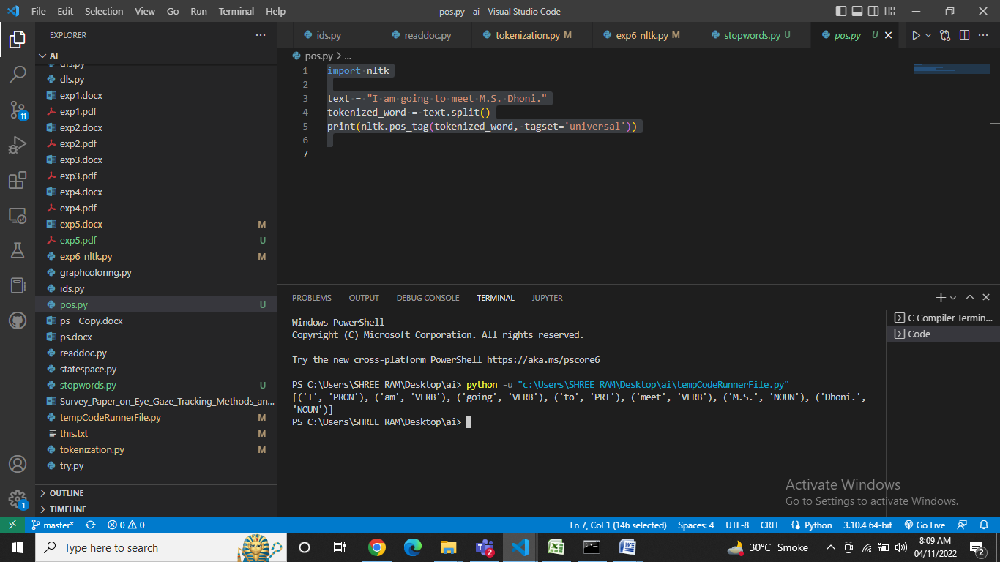 File Edit Selection View Go Run Terminal Help
pos.py - ai - Visual Studio Code
EXPLORER
ids.py
readdoc.py
tokenization.py M
exp6_nltk.py M
stopwords.py U
pos.py U
AI
dls.py
exp1.docx
exp1.pdf
exp2.docx
exp2.pdf
exp3.docx
exp3.pdf
exp4.docx
exp4.pdf
exp5.docx M
exp5.pdf U
exp6_nltk.py M
graphcoloring.py
ids.py
pos.py U
ps - Copy.docx
ps.docx
readdoc.py
statespace.py
stopwords.py U
Survey_Paper_on_Eye_Gaze_Tracking_Methods_an...
tempCodeRunnerFile.py M
this.txt M
tokenization.py M
try.py
OUTLINE
TIMELINE
11
1
pos.py > ...
1 import nltk
2
3 text = "I am going to meet M.S. Dhoni."
4 tokenized_word = text.split()
5 print(nltk.pos_tag(tokenized_word, tagset='universal'))
6
7
PROBLEMS OUTPUT DEBUG CONSOLE TERMINAL JUPYTER
Windows PowerShell
Copyright (C) Microsoft Corporation. All rights reserved.
Try the new cross-platform PowerShell https://aka.ms/pscore6
PS C:\Users\SHREE RAM\Desktop\ai> python -u "c:\Users\SHREE RAM\Desktop\ai\tempCodeRunnerFile.py"
[('I', 'PRON'), ('am', 'VERB'), ('going', 'VERB'), ('to', 'PRT'), ('meet', 'VERB'), ('M.S.', 'NOUN'), ('Dhoni.',
'NOUN')]
PS C:\Users\SHREE RAM\Desktop\ai>
C Compiler Termin...
Code
Activate Windows
Go to Settings to activate Windows.
master* 0 0
Ln 7, Col 1 (146 selected) Spaces: 4 UTF-8 CRLF Python 3.10.4 64-bit Go Live
Type here to search
2
30°C Smoke
8:09 AM
04/11/2022
2